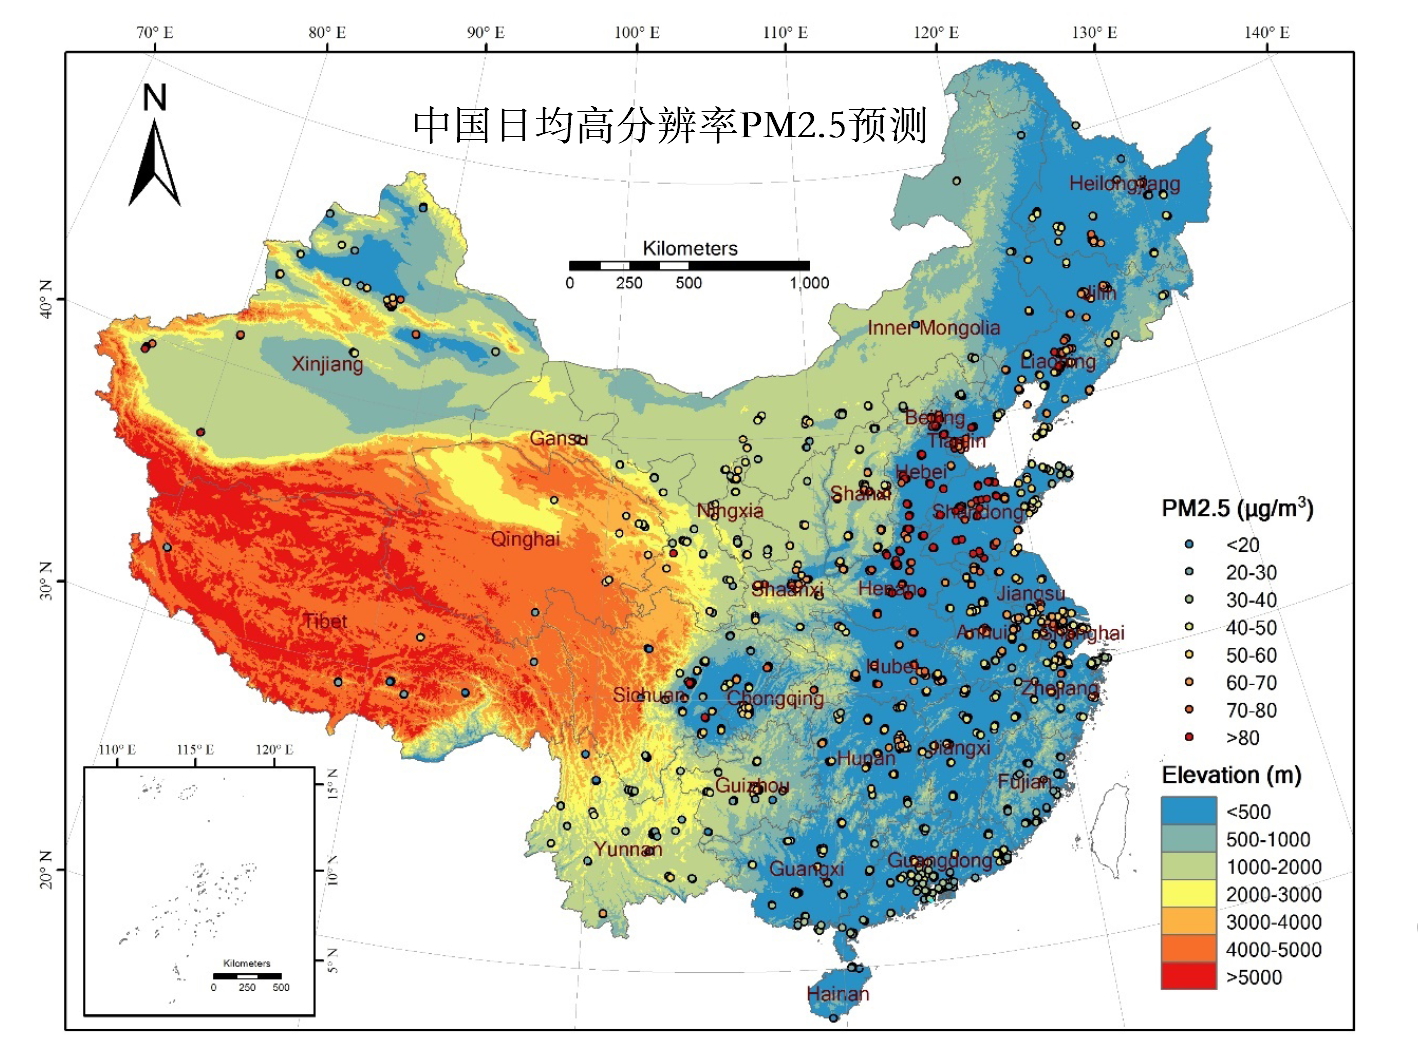 70° E 80° E 90° E 100° E 110° E 120° E 130° E 140° E
N
中国日均高分辨率PM2.5预测
Heilongjiang
Kilometers
0 250 500 1,000
40° N
Jilin
Inner Mongolia
Xinjiang
Liaoning
Beijing
Tianjin
Gansu
Hebei
Shanxi
Ningxia
Shandong
Qinghai
30° N
Shaanxi
Henan
Jiangsu
Tibet
Anhui
Shanghai
Hubei
Sichuan
Chongqing
Zhejiang
Hunan
Jiangxi
Guizhou
Fujian
Yunnan
Guangxi
Guangdong
20° N
Hainan
PM2.5 (µg/m³)
<20
20-30
30-40
40-50
50-60
60-70
70-80
>80
Elevation (m)
<500
500-1000
1000-2000
2000-3000
3000-4000
4000-5000
>5000
110° E 115° E 120° E
15° N
10° N
5° N
Kilometers
0 250 500